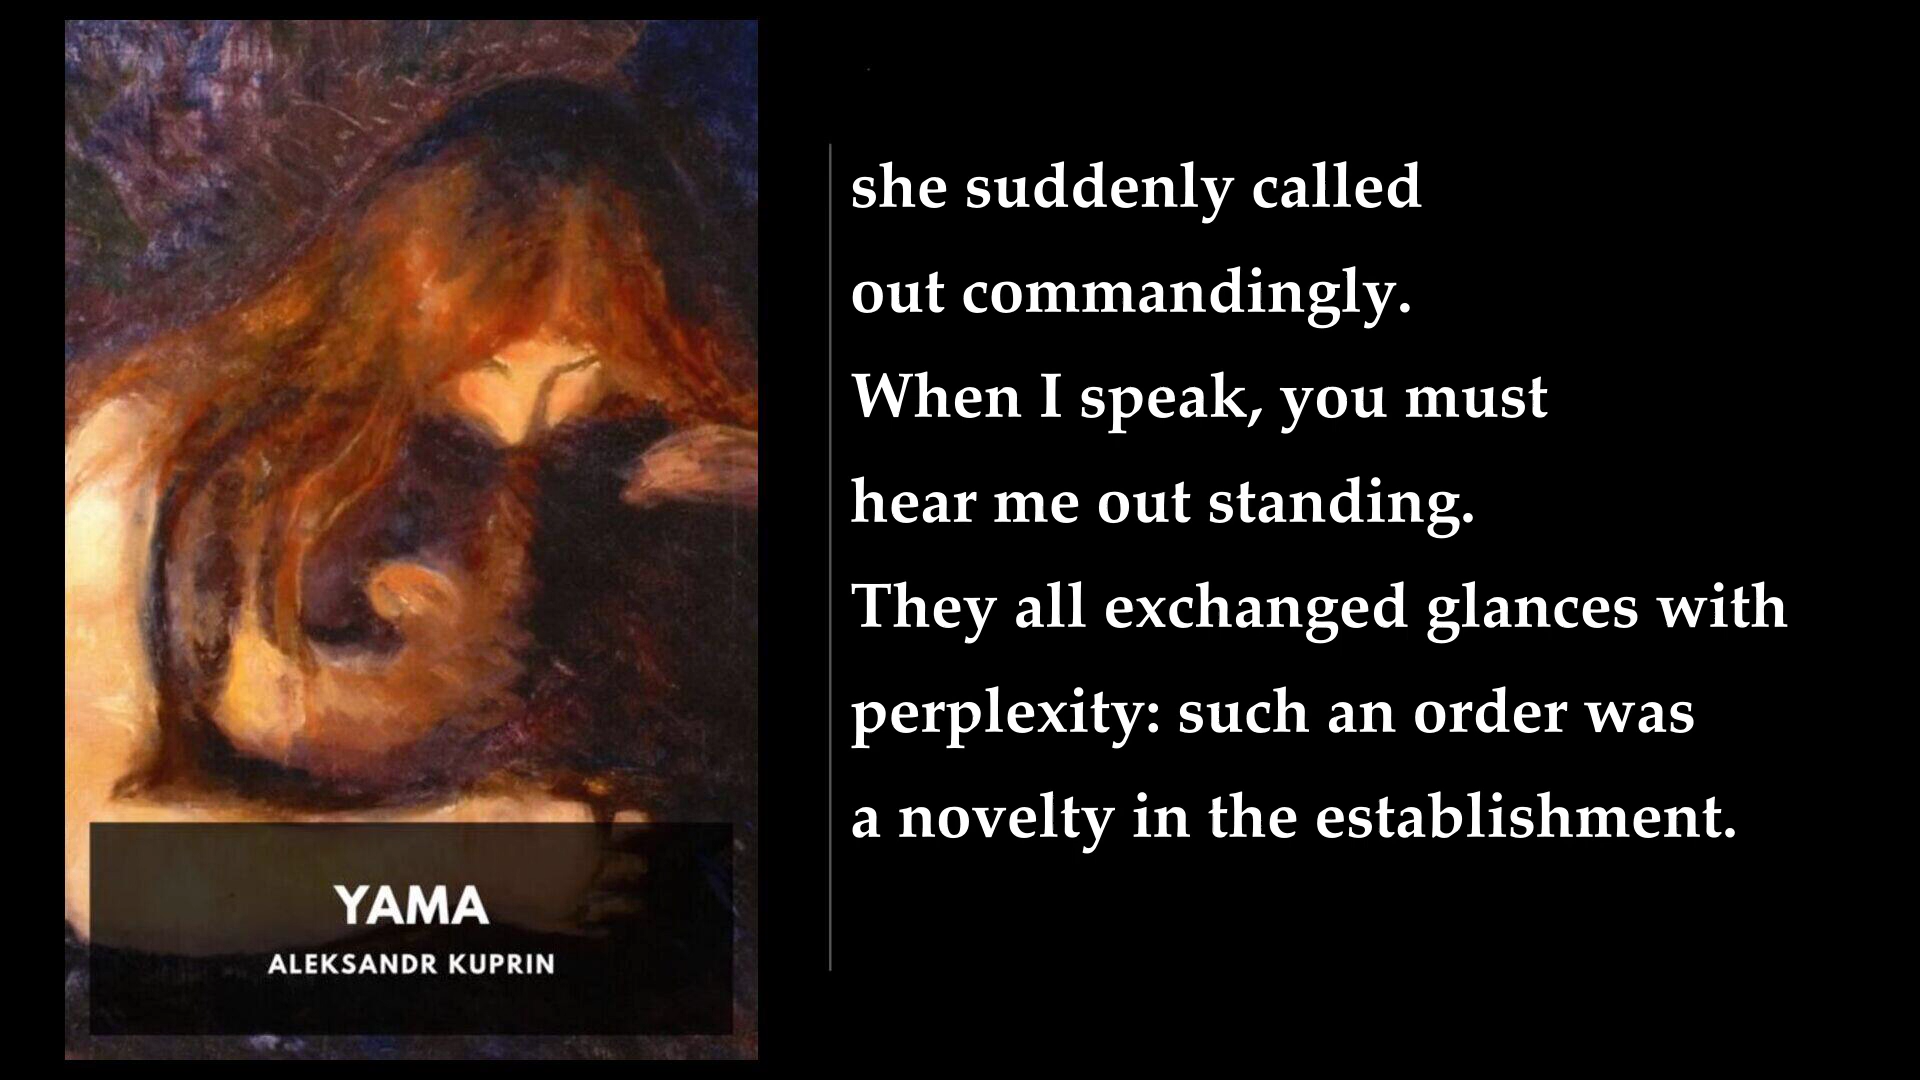 she suddenly called
out commandingly.
When I speak, you must
hear me out standing.
They all exchanged glances with
perplexity: such an order was
a novelty in the establishment.
YAMA
ALEKSANDR KUPRIN